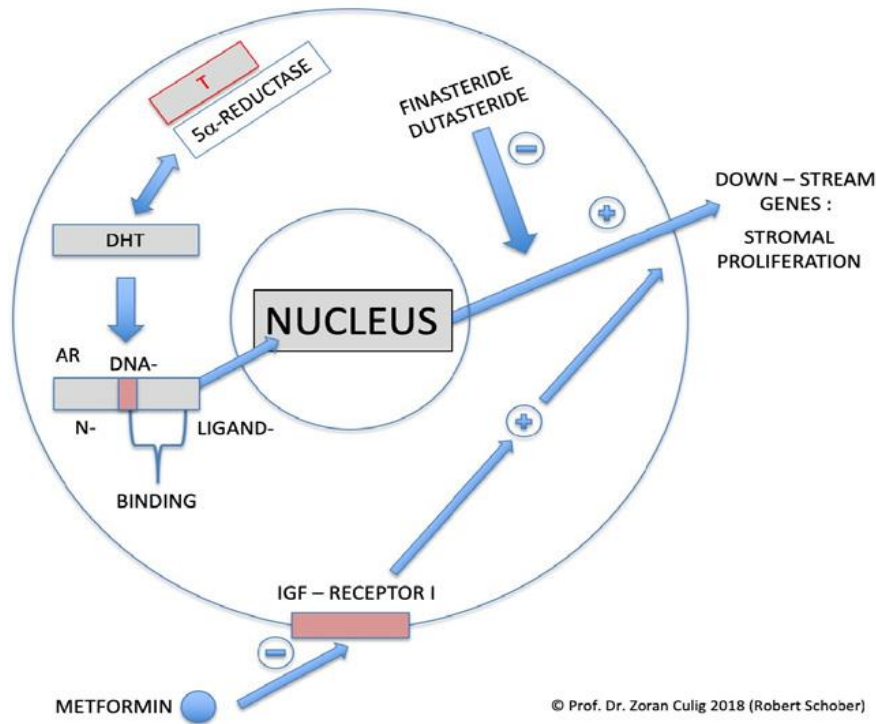 T
5α-REDUCTASE
FINASTERIDE
DUTASTERIDE
DOWN – STREAM
GENES :
STROMAL
PROLIFERATION
DHT
NUCLEUS
AR
DNA-
N-
LIGAND-
BINDING
IGF – RECEPTOR I
METFORMIN
© Prof. Dr. Zoran Culig 2018 (Robert Schober)